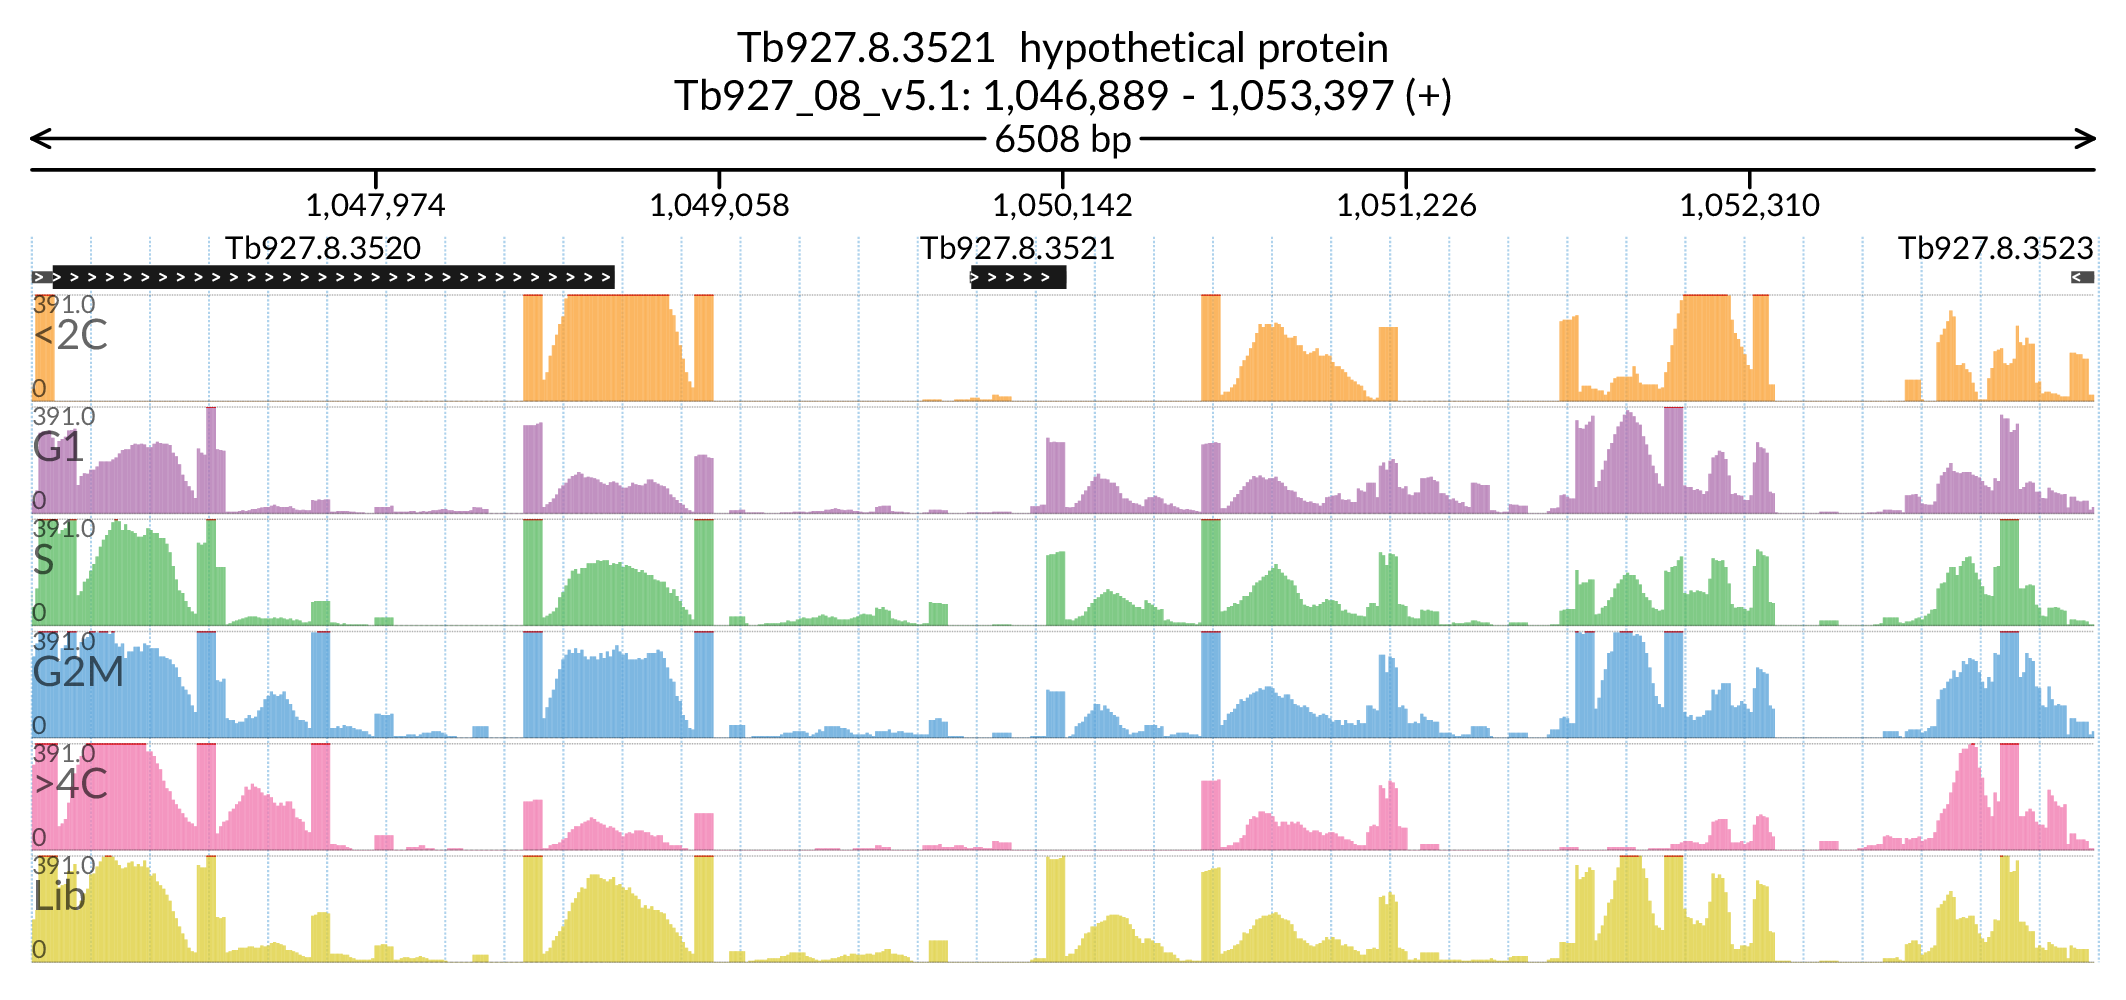 Tb927.8.3521  hypothetical protein
Tb927_08_v5.1: 1,046,889 - 1,053,397 (+)
6508 bp
1,047,974 1,049,058 1,050,142 1,051,226 1,052,310
Tb927.8.3520 Tb927.8.3521 Tb927.8.3523
391.0
<2C
0
391.0
G1
0
391.0
S
0
391.0
G2M
0
391.0
>4C
0
391.0
Lib
0